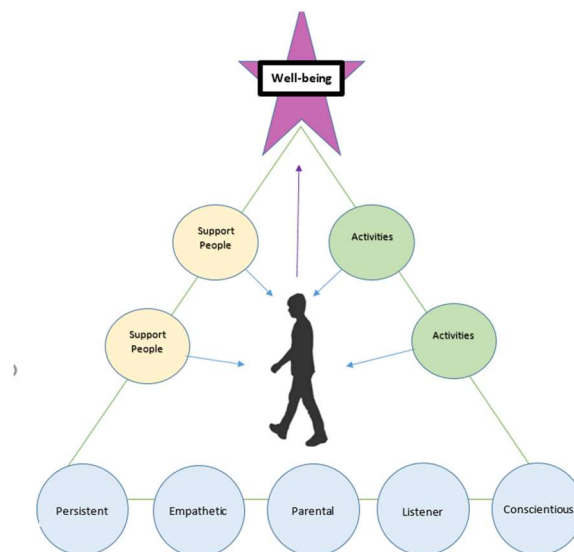 Well-being
Support
People
Activities
Support
People
Activities
Persistent
Empathetic
Parental
Listener
Conscientious